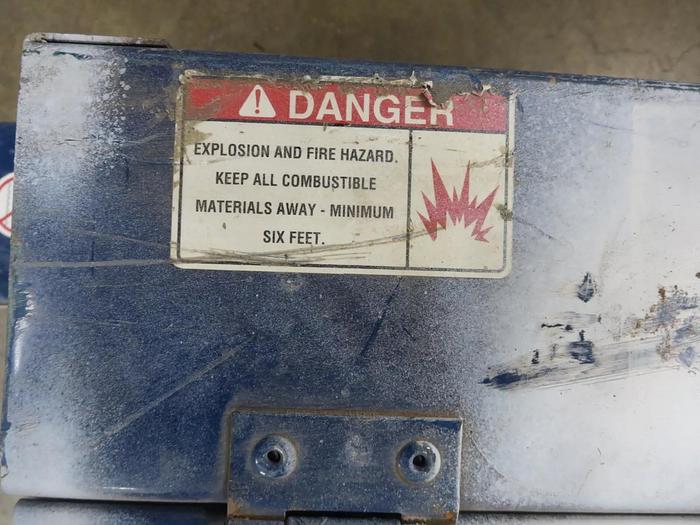 DANGER
EXPLOSION AND FIRE HAZARD.
KEEP ALL COMBUSTIBLE
MATERIALS AWAY - MINIMUM
SIX FEET.